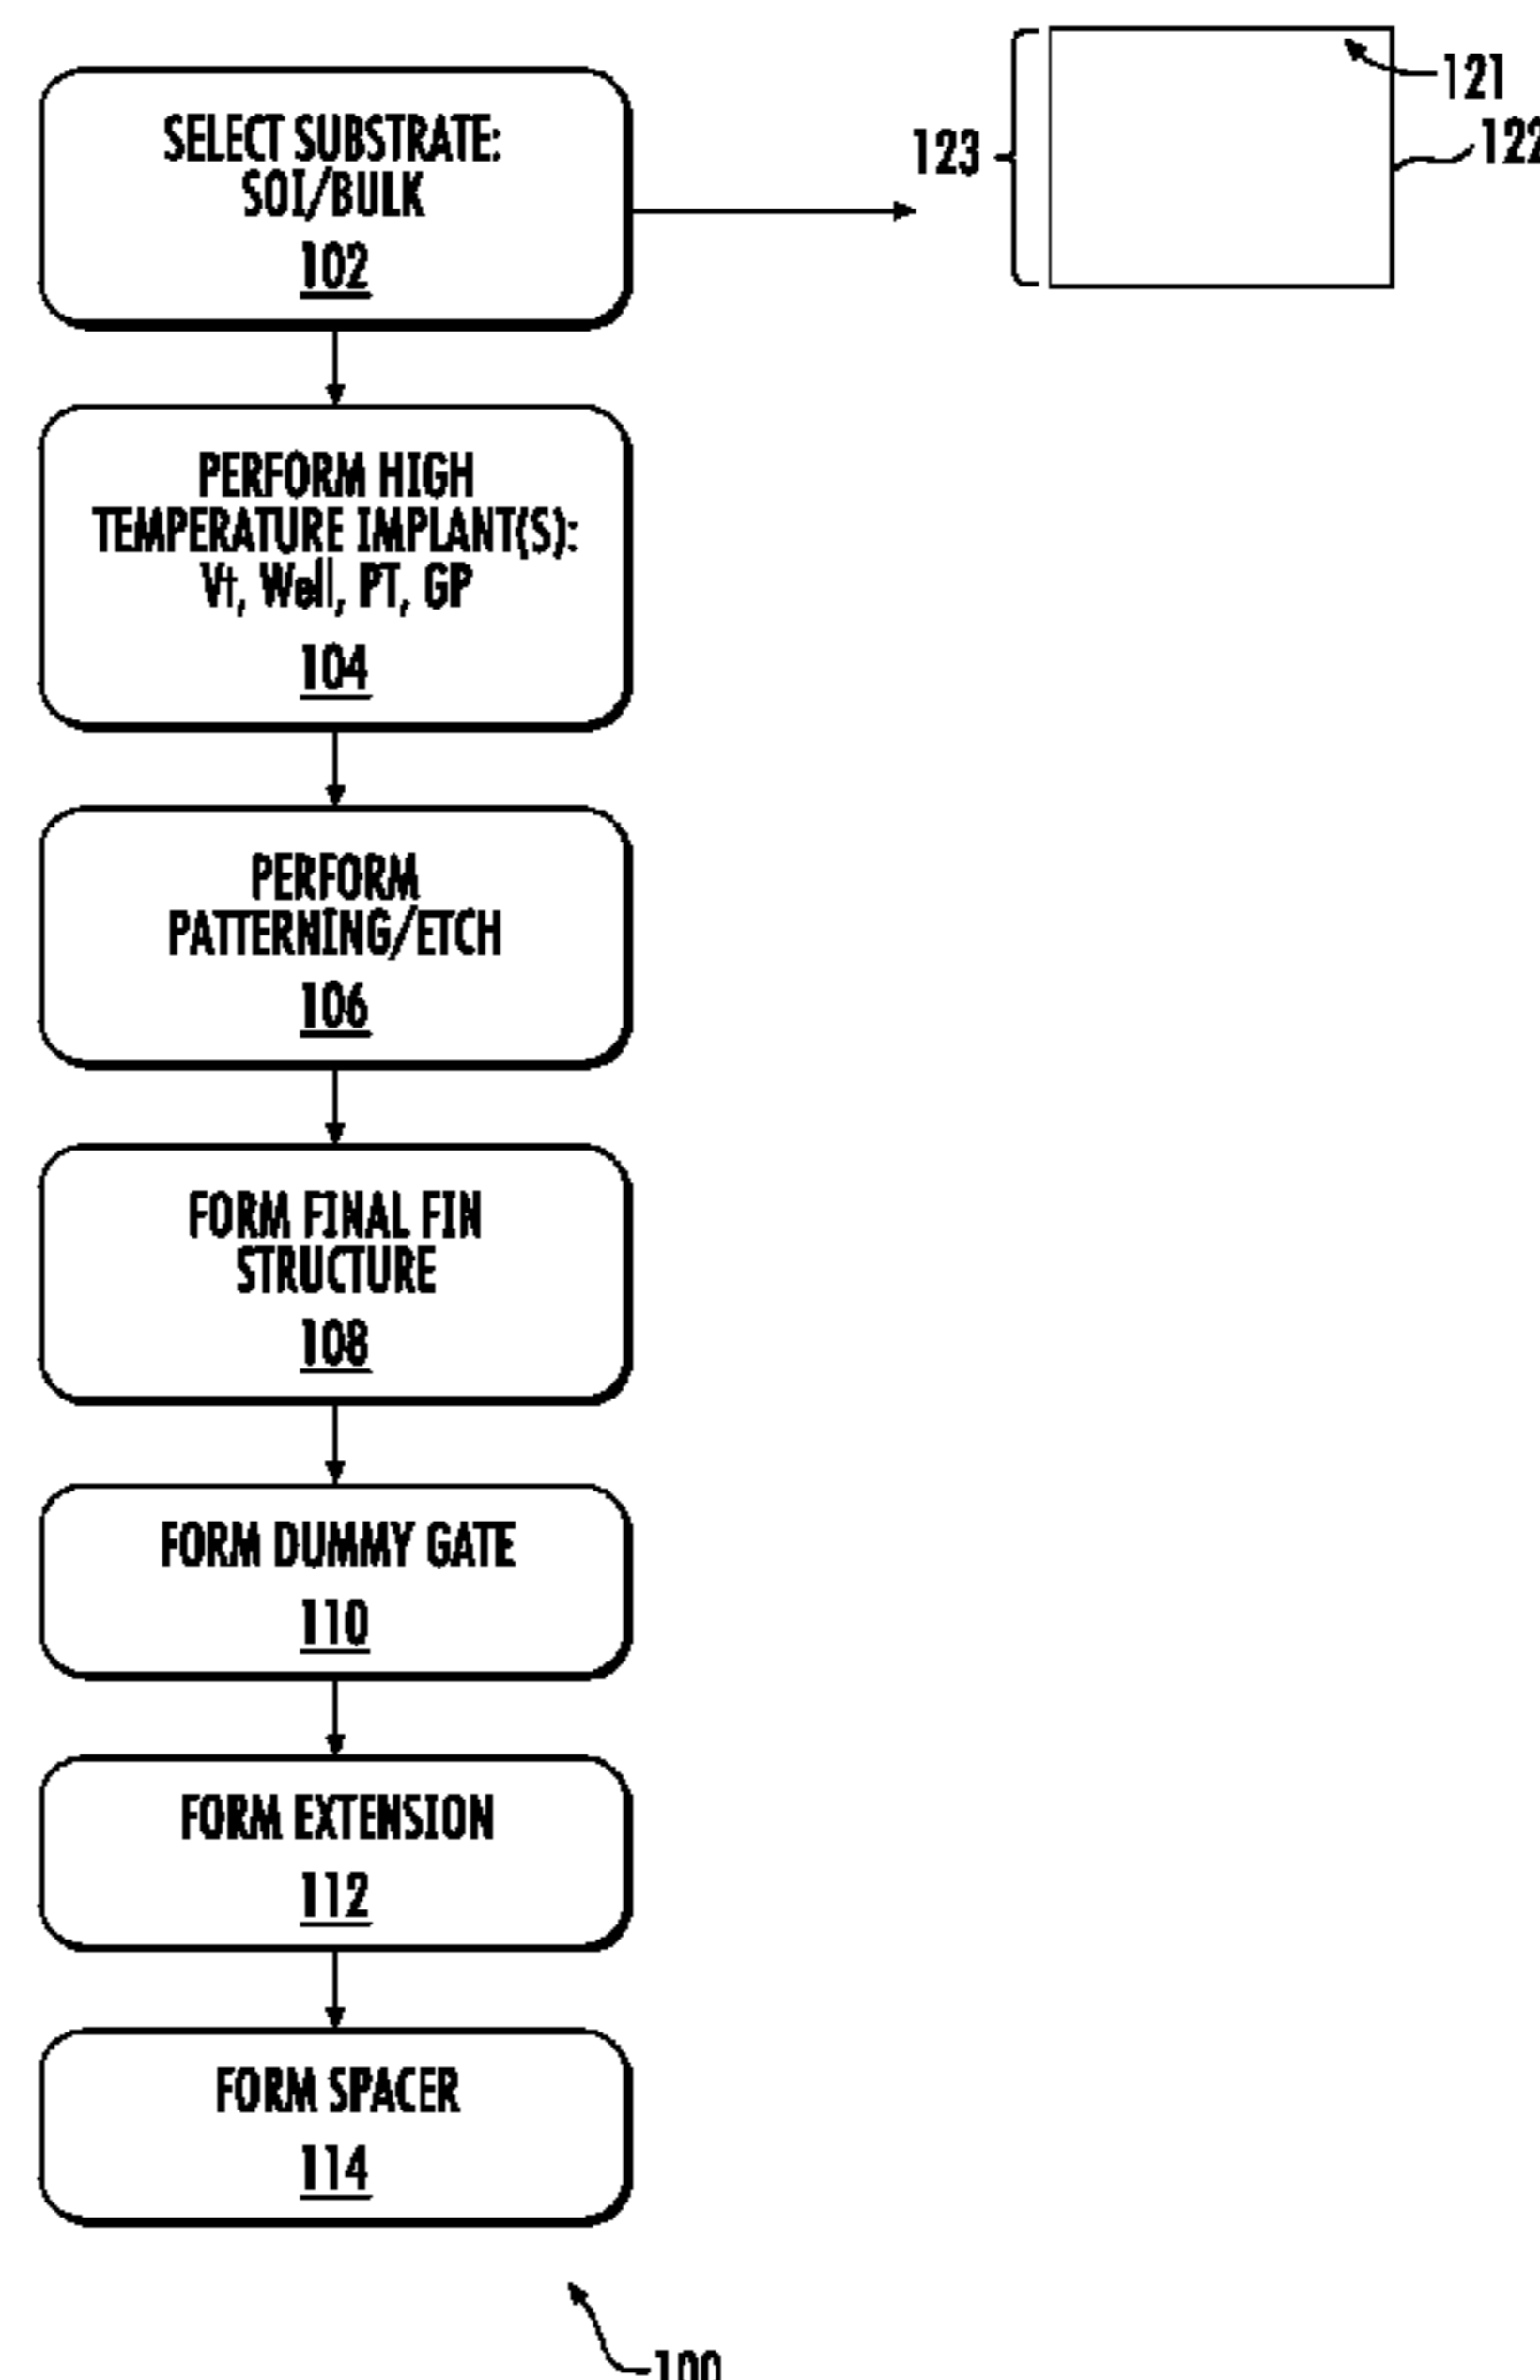 SELECT SUBSTRATE:
SOI/BULK
102
123
121
122
PERFORM HIGH
TEMPERATURE IMPLANT(S):
Vt, Well, PT, GP
104
PERFORM
PATTERNING/ETCH
106
FORM FINAL FIN
STRUCTURE
108
FORM DUMMY GATE
110
FORM EXTENSION
112
FORM SPACER
114
100